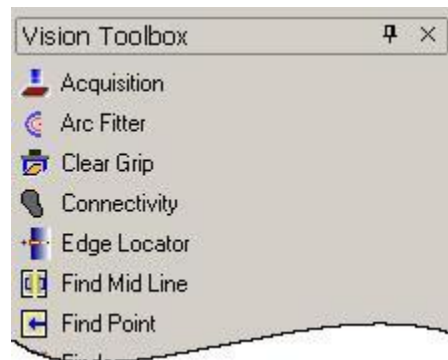 Vision Toolbox
Acquisition
Arc Fitter
Clear Grip
Connectivity
Edge Locator
Find Mid Line
Find Point